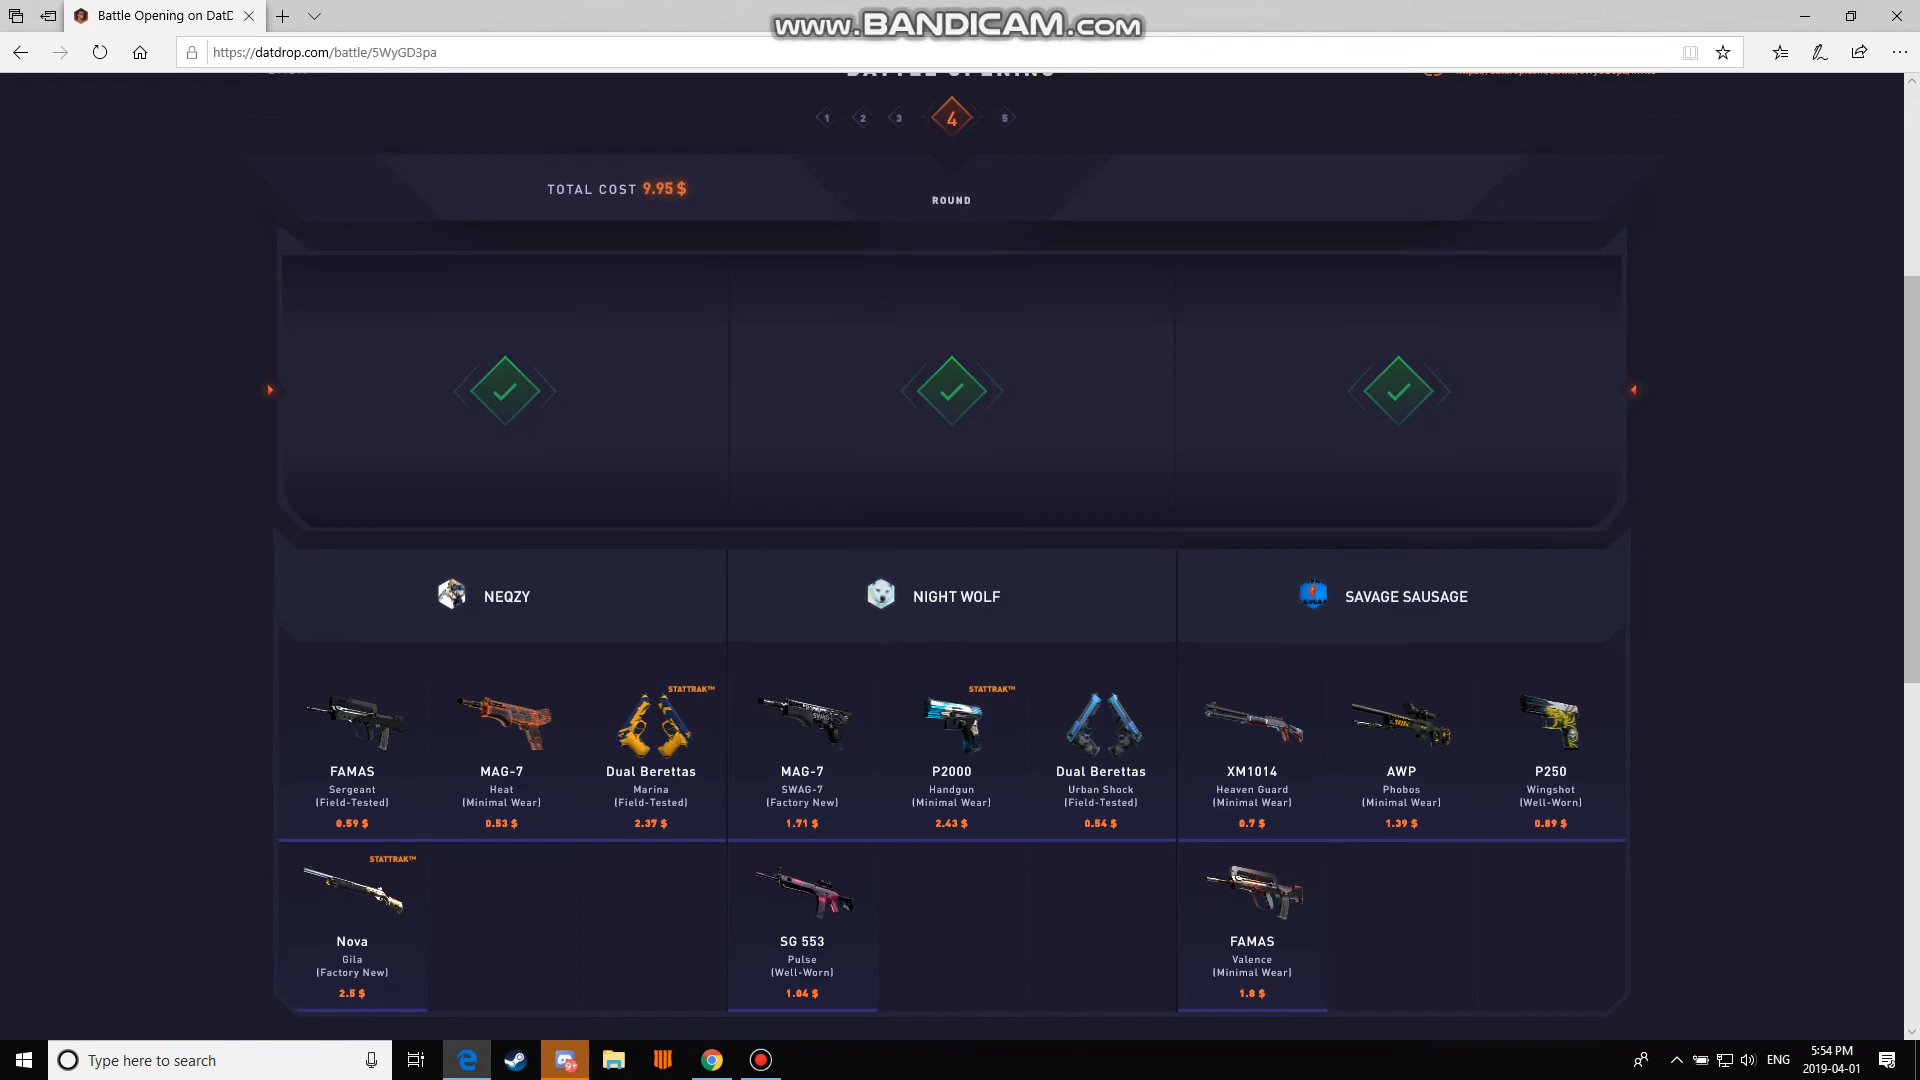 Battle Opening on DatD
www.BANDICAM.com
https://datdrop.com/battle/5WyGD3pa
BATTLE OPENING
1 2 3 4 5
TOTAL COST 9.95 $
ROUND
NEQZY
NIGHT WOLF
SAVAGE SAUSAGE
STATTRAK™ STATTRAK™
FAMAS MAG-7 Dual Berettas MAG-7 P2000 Dual Berettas XM1014 AWP P250
Sergeant Heat Marina SWAG-7 Handgun Urban Shock Heaven Guard Phobos Wingshot
(Field-Tested) (Minimal Wear) (Field-Tested) (Factory New) (Minimal Wear) (Field-Tested) (Minimal Wear) (Minimal Wear) (Well-Worn)
0.59 $ 0.53 $ 2.37 $ 1.71 $ 2.43 $ 0.54 $ 0.7 $ 1.39 $ 0.89 $
STATTRAK™
Nova SG 553 FAMAS
Gila Pulse Valence
(Factory New) (Well-Worn) (Minimal Wear)
2.5 $ 1.04 $ 1.8 $
Type here to search
9+
ENG
5:54 PM
2019-04-01